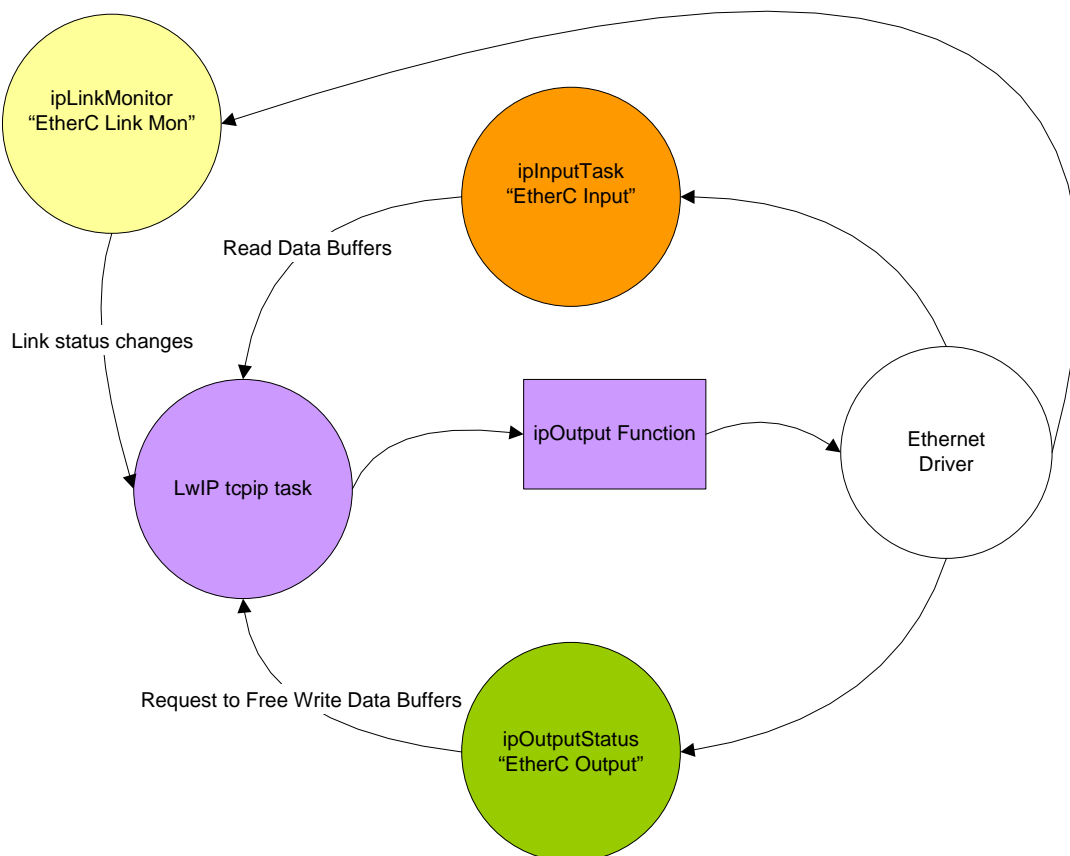 ipLinkMonitor
“EtherC Link Mon”
ipInputTask
“EtherC Input”
Read Data Buffers
Link status changes
LwIP tcpip task
ipOutput Function
Ethernet
Driver
Request to Free Write Data Buffers
ipOutputStatus
“EtherC Output”